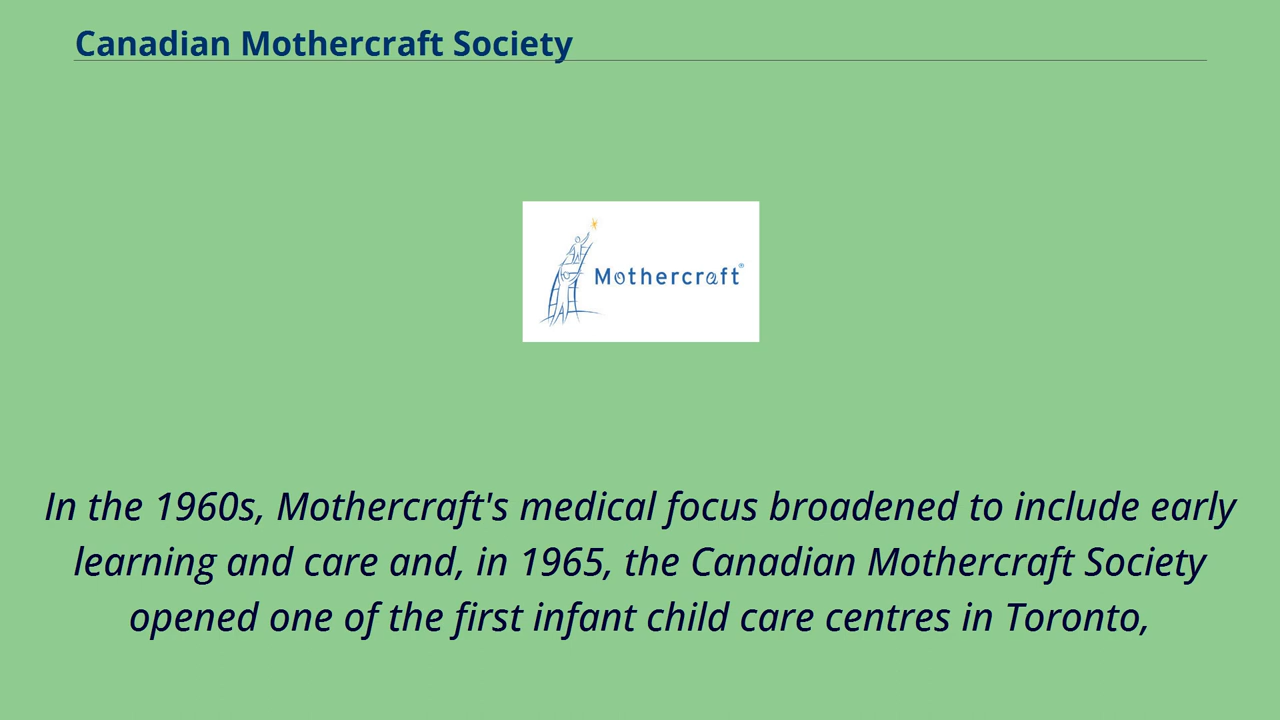 Canadian Mothercraft Society
Mothercraft®
In the 1960s, Mothercraft's medical focus broadened to include early
learning and care and, in 1965, the Canadian Mothercraft Society
opened one of the first infant child care centres in Toronto,